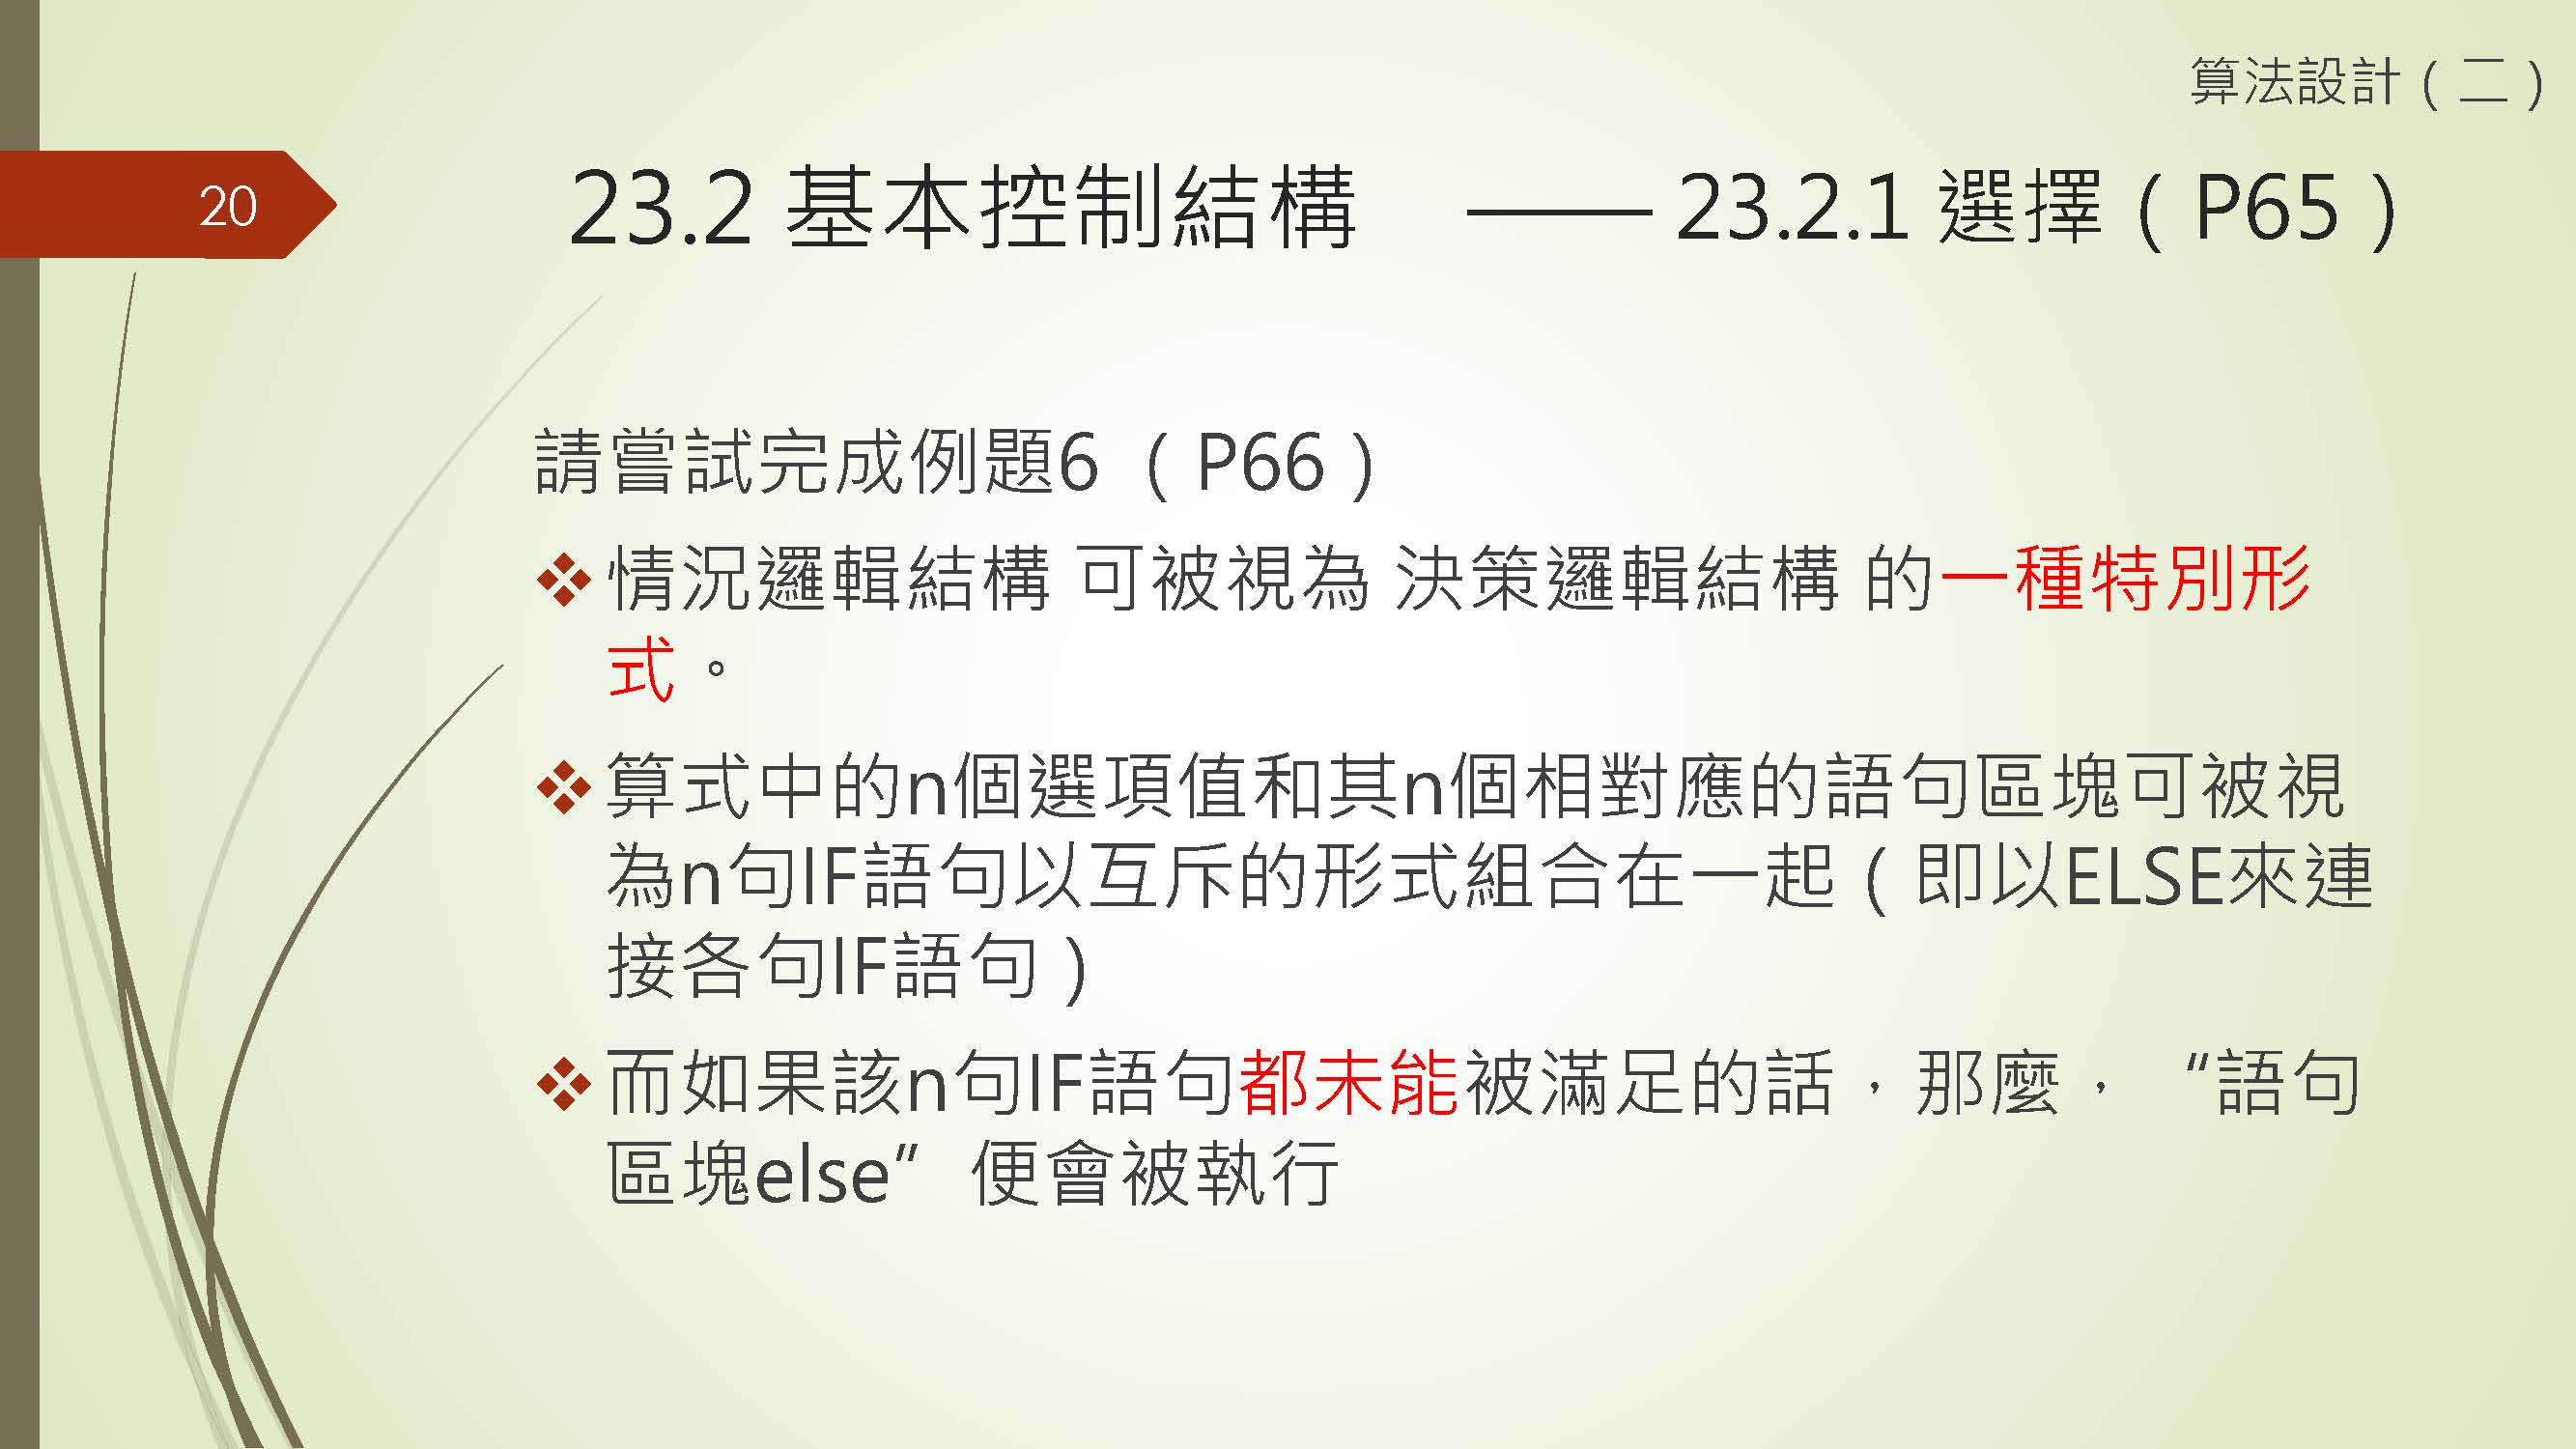 算法設計（二）
20
23.2 基本控制結構 —— 23.2.1 選擇（P65）
請嘗試完成例題6 （P66）
❖情況邏輯結構 可被視為 決策邏輯結構 的一種特別形
式。
❖算式中的n個選項值和其n個相對應的語句區塊可被視
為n句IF語句以互斥的形式組合在一起（即以ELSE來連
接各句IF語句）
❖而如果該n句IF語句都未能被滿足的話，那麼，“語句
區塊else”便會被執行